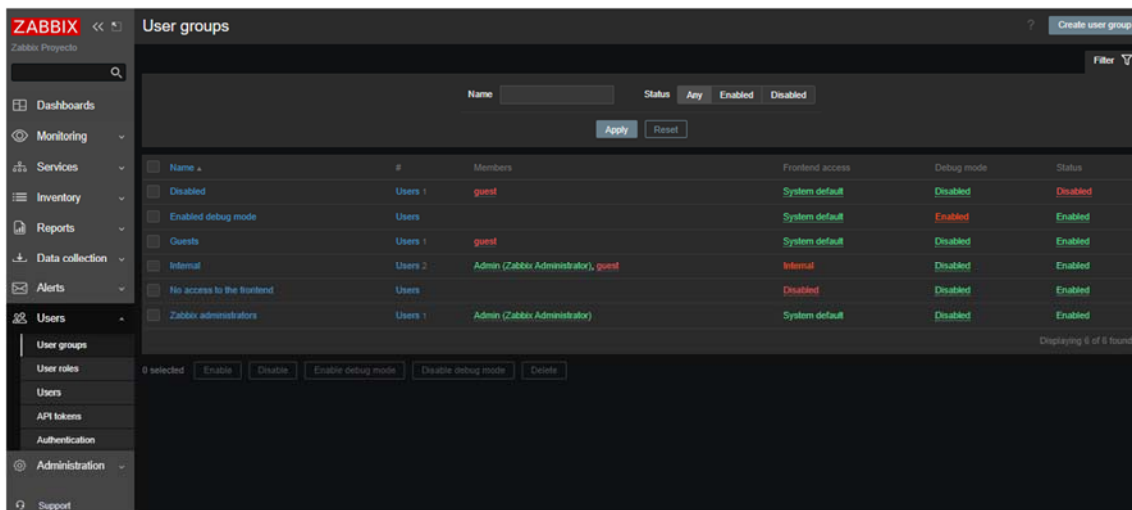 ZABBIX
Zabbix Proyecto
Dashboards
Monitoring
Services
Inventory
Reports
Data collection
Alerts
Users
User groups
User roles
Users
API tokens
Authentication
Administration
Support
User groups
? Create user group
Filter
Name Status Any Enabled Disabled
Apply Reset
Name # Members Frontend access Debug mode Status
Disabled Users 1 guest System default Disabled Disabled
Enabled debug mode Users System default Enabled Enabled
Guests Users 1 guest System default Disabled Enabled
Internal Users 2 Admin (Zabbix Administrator), guest Internal Disabled Enabled
No access to the frontend Users Disabled Disabled Enabled
Zabbix administrators Users 1 Admin (Zabbix Administrator) System default Disabled Enabled
Displaying 6 of 6 found
0 selected Enable Disable Enable debug mode Disable debug mode Delete